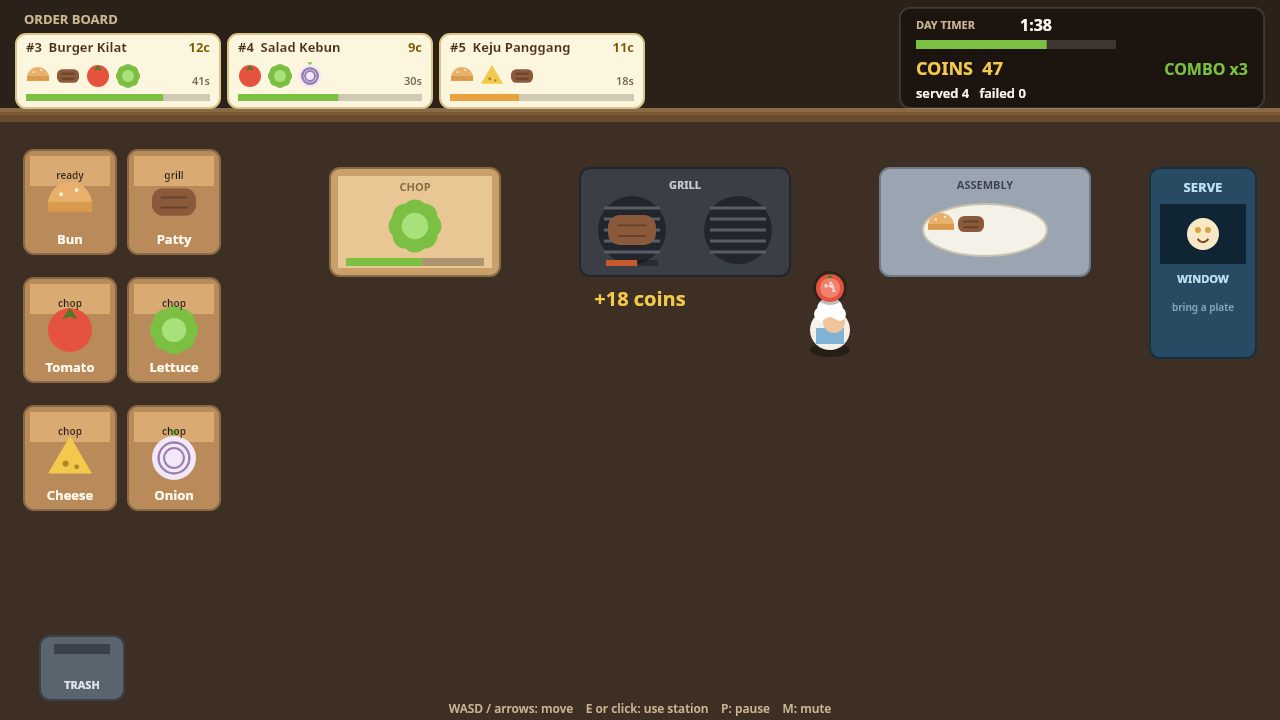 ORDER BOARD
#3 Burger Kilat 12c
41s
#4 Salad Kebun 9c
30s
#5 Keju Panggang 11c
18s
DAY TIMER 1:38
COINS 47 COMBO x3
served 4 failed 0
ready
Bun
grill
Patty
chop
Tomato
chop
Lettuce
chop
Cheese
chop
Onion
CHOP
GRILL
+18 coins
ASSEMBLY
SERVE
WINDOW
bring a plate
TRASH
WASD / arrows: move E or click: use station P: pause M: mute